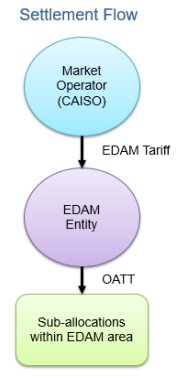 Settlement Flow
Market
Operator
(CAISO)
EDAM Tariff
EDAM
Entity
OATT
Sub-allocations
within EDAM area